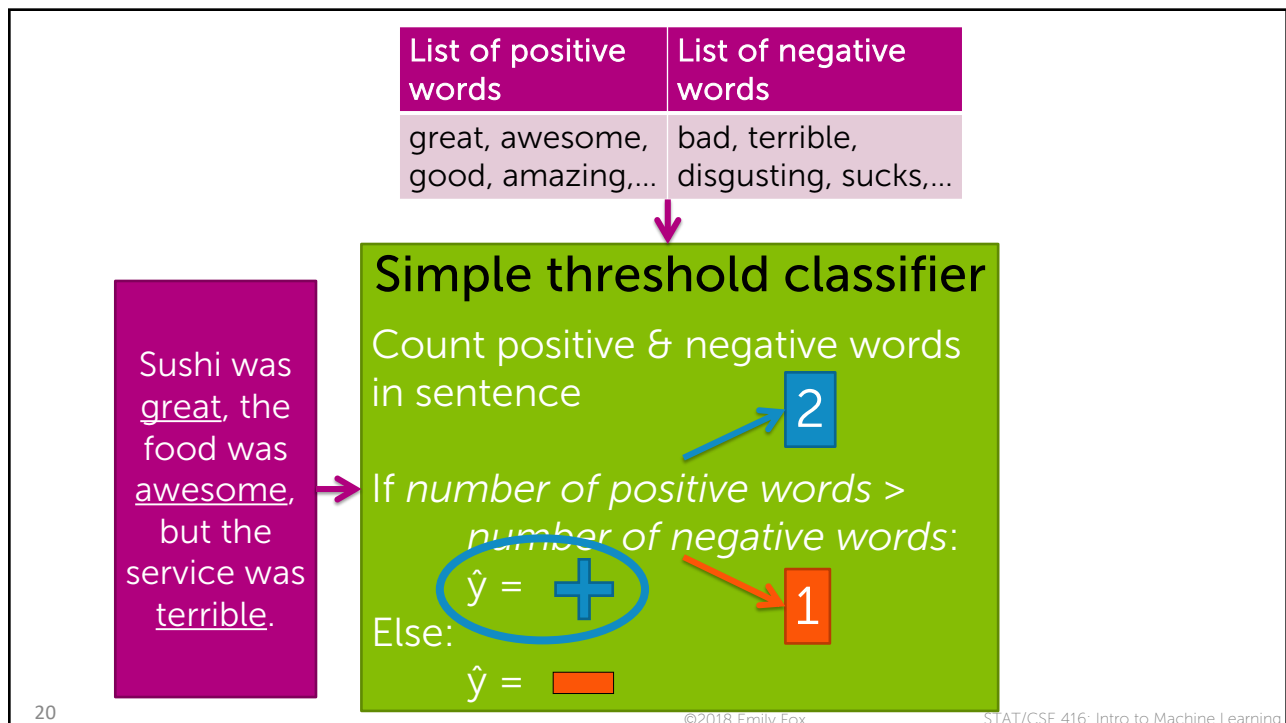 List of positive words
List of negative words
great, awesome, good, amazing,...
bad, terrible, disgusting, sucks,...
Simple threshold classifier
Sushi was
great, the
food was
awesome,
but the
service was
terrible.
Count positive & negative words
in sentence
2
If number of positive words >
number of negative words:
1
ŷ = +
Else:
ŷ = −
20
©2018 Emily Fox
STAT/CSE 416: Intro to Machine Learning